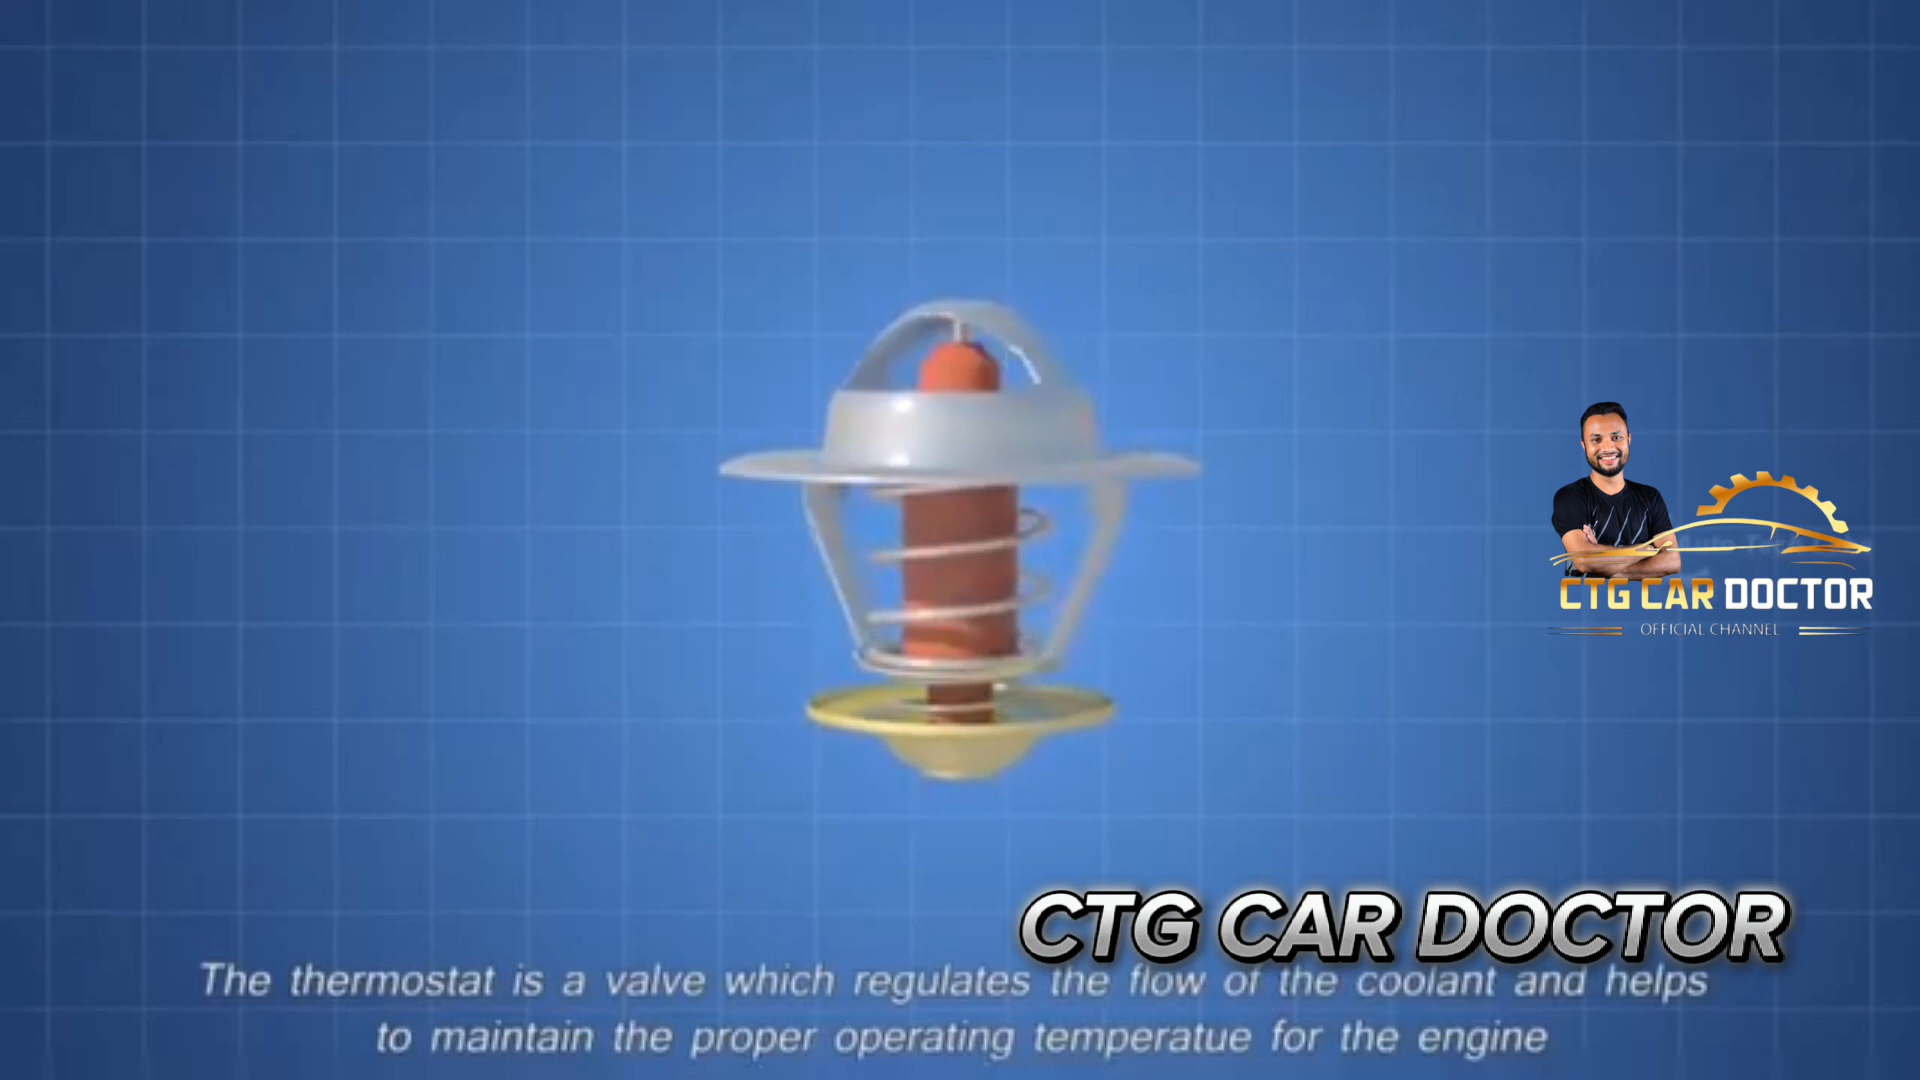 CTG CAR DOCTOR
OFFICIAL CHANNEL
CTG CAR DOCTOR
The thermostat is a valve which regulates the flow of the coolant and helps
to maintain the proper operating temperatue for the engine